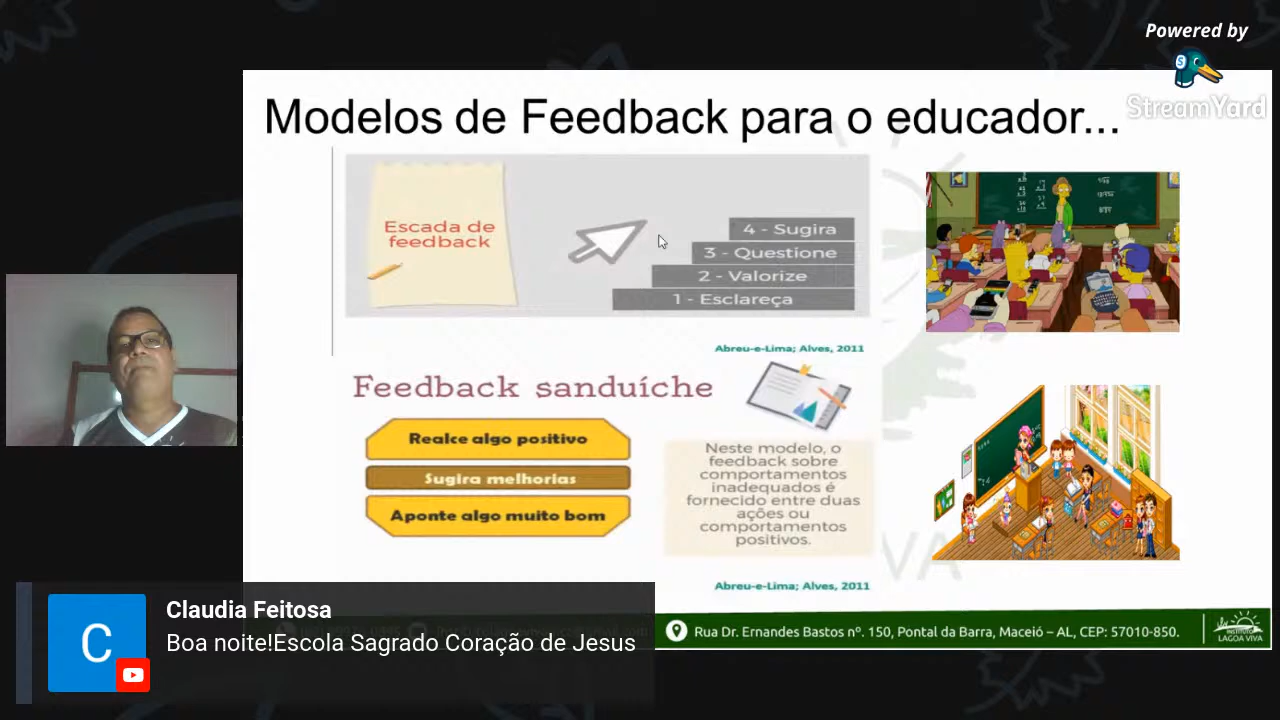 Powered by
StreamYard
Modelos de Feedback para o educador...
Escada de
feedback
4 - Sugira
3 - Questione
2 - Valorize
1 - Esclareça
Abreu-e-Lima; Alves, 2011
Feedback sanduíche
Realce algo positivo
Sugira melhorias
Aponte algo muito bom
Neste modelo, o
feedback sobre
comportamentos
inadequados é
fornecido entre duas
ações ou
comportamentos
positivos.
Abreu-e-Lima; Alves, 2011
Claudia Feitosa
C
Boa noite!Escola Sagrado Coração de Jesus
Rua Dr. Ernandes Bastos nº. 150, Pontal da Barra, Maceió – AL, CEP: 57010-850.
INSTITUTO
LAGOA VIVA